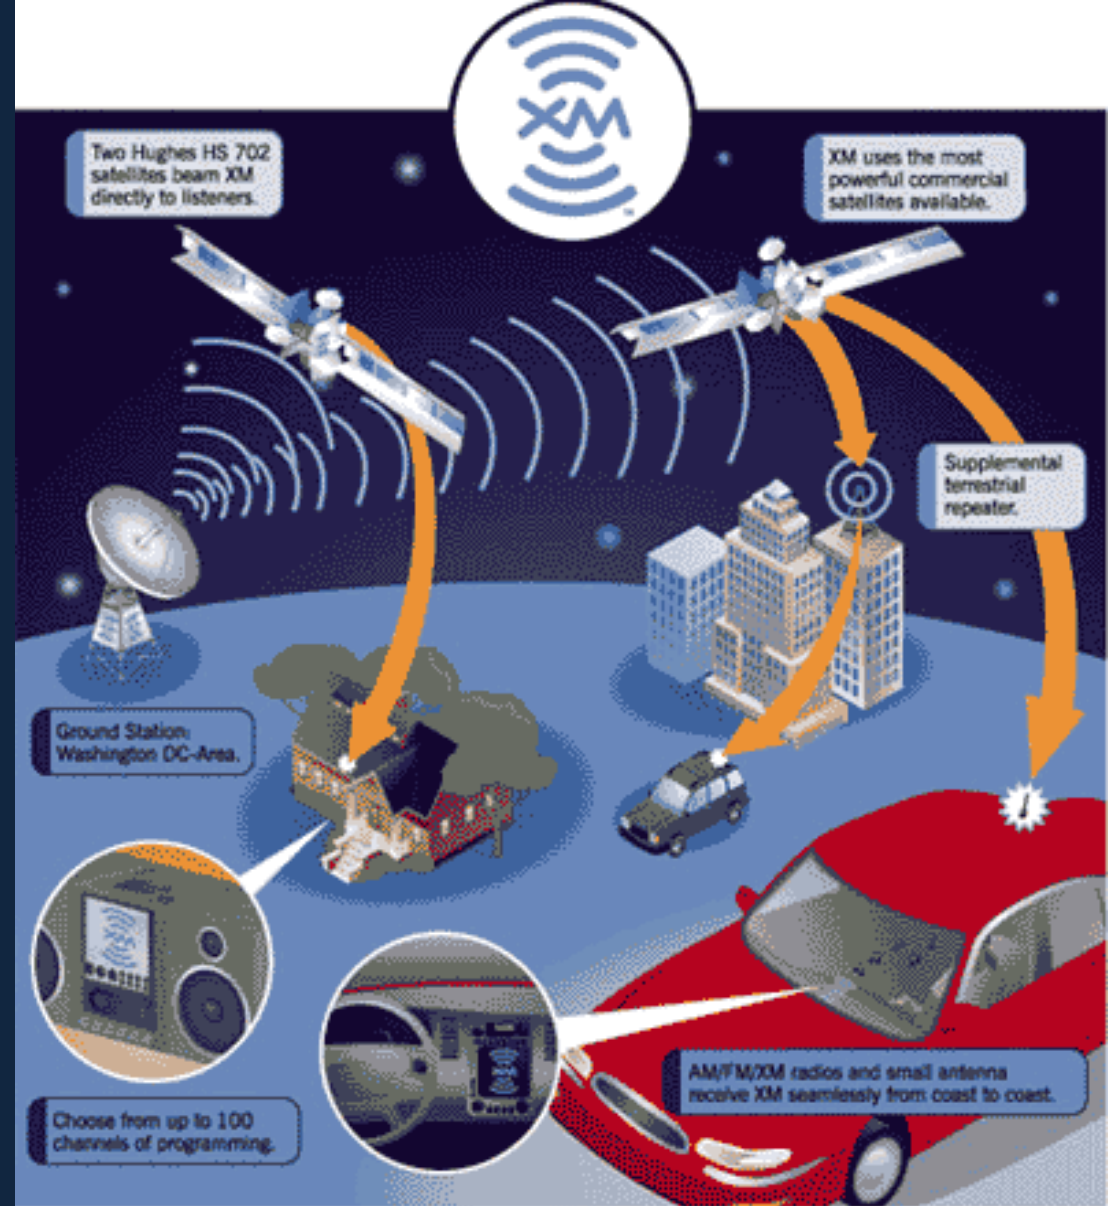 XM
Two Hughes HS 702
satellites beam XM
directly to listeners.
XM uses the most
powerful commercial
satellites available.
Supplemental
terrestrial
repeater.
Ground Station:
Washington DC-Area.
AM/FM/XM radios and small antenna
receive XM seamlessly from coast to coast.
Choose from up to 100
channels of programming.